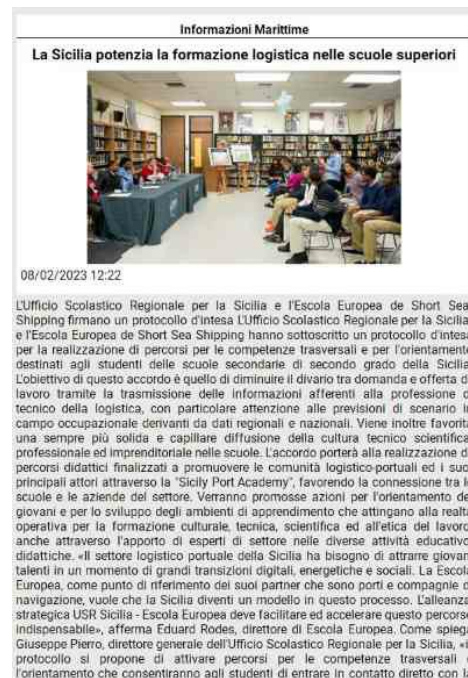 Informazioni Marittime
La Sicilia potenzia la formazione logistica nelle scuole superiori
08/02/2023 12:22
L'Ufficio Scolastico Regionale per la Sicilia e l'Escola Europea de Short Sea
Shipping firmano un protocollo d'intesa L'Ufficio Scolastico Regionale per la Sicilia
e l'Escola Europea de Short Sea Shipping hanno sottoscritto un protocollo d'intesa
per la realizzazione di percorsi per le competenze trasversali e per l'orientamento
destinati agli studenti delle scuole secondarie di secondo grado della Sicilia.
L'obiettivo di questo accordo è quello di diminuire il divario tra domanda e offerta di
lavoro tramite la trasmissione delle informazioni afferenti alla professione di
tecnico della logistica, con particolare attenzione alle previsioni di scenario in
campo occupazionale derivanti da dati regionali e nazionali. Viene inoltre favorita
una sempre più solida e capillare diffusione della cultura tecnico scientifica,
professionale ed imprenditoriale nelle scuole. L'accordo porterà alla realizzazione di
percorsi didattici finalizzati a promuovere le comunità logistico-portuali ed i suoi
principali attori attraverso la "Sicily Port Academy", favorendo la connessione tra le
scuole e le aziende del settore. Verranno promosse azioni per l'orientamento dei
giovani e per lo sviluppo degli ambienti di apprendimento che attingano alla realtà
operativa per la formazione culturale, tecnica, scientifica ed all'etica del lavoro,
anche attraverso l'apporto di esperti di settore nelle diverse attività educativo-
didattiche. «Il settore logistico portuale della Sicilia ha bisogno di attrarre giovani
talenti in un momento di grandi transizioni digitali, energetiche e sociali. La Escola
Europea, come punto di riferimento dei suoi partner che sono porti e compagnie di
navigazione, vuole che la Sicilia diventi un modello in questo processo. L'alleanza
strategica USR Sicilia - Escola Europea deve facilitare ed accelerare questo percorso
indispensabile», afferma Eduard Rodes, direttore di Escola Europea. Come spiega
Giuseppe Pierro, direttore generale dell'Ufficio Scolastico Regionale per la Sicilia, «il
protocollo si propone di attivare percorsi per le competenze trasversali e
l'orientamento che consentiranno agli studenti di entrare in contatto diretto con il